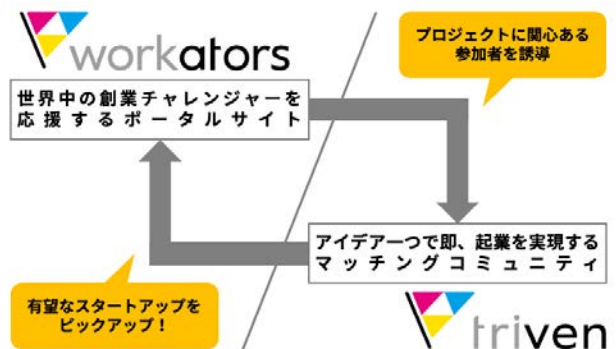 workators
プロジェクトに関心ある
参加者を誘導
世界中の創業チャレンジャーを
応援するポータルサイト
アイデア一つで即、起業を実現する
マッチングコミュニティ
有望なスタートアップを
ピックアップ！
triven